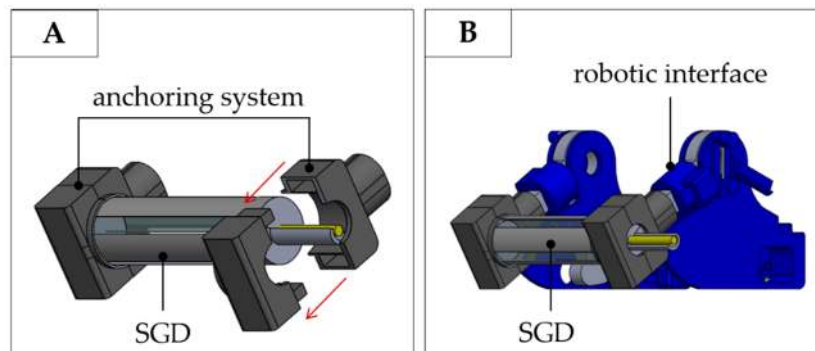 A
anchoring system
SGD
B
robotic interface
SGD